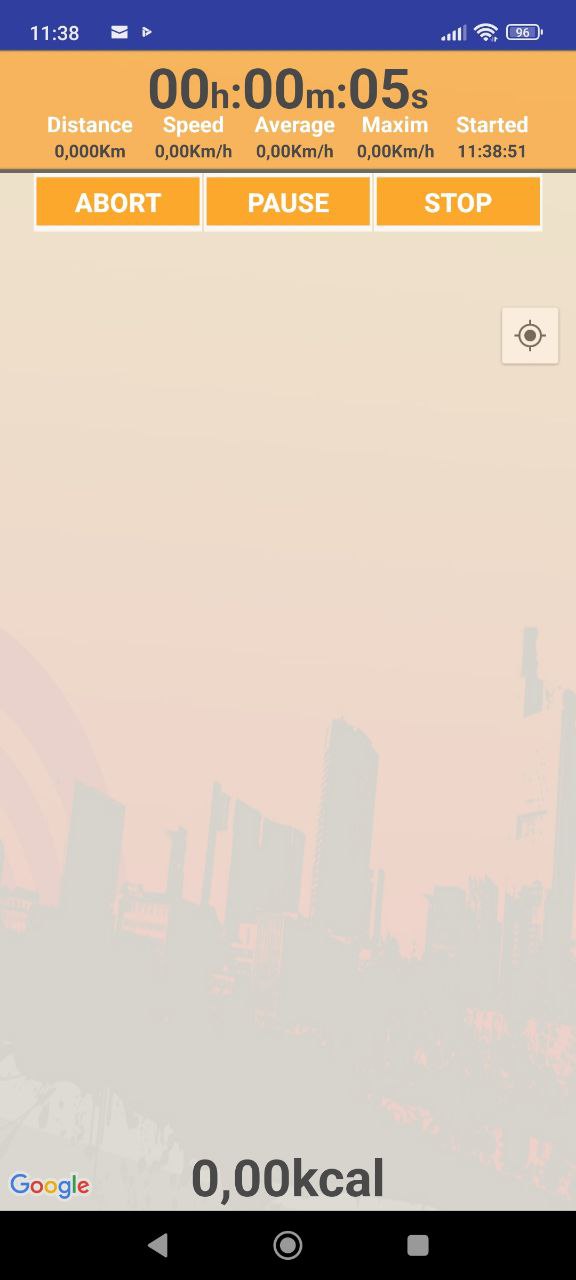 11:38 96
00h:00m:05s
Distance Speed Average Maxim Started
0,000Km 0,00Km/h 0,00Km/h 0,00Km/h 11:38:51
ABORT PAUSE STOP
0,00kcal
Google